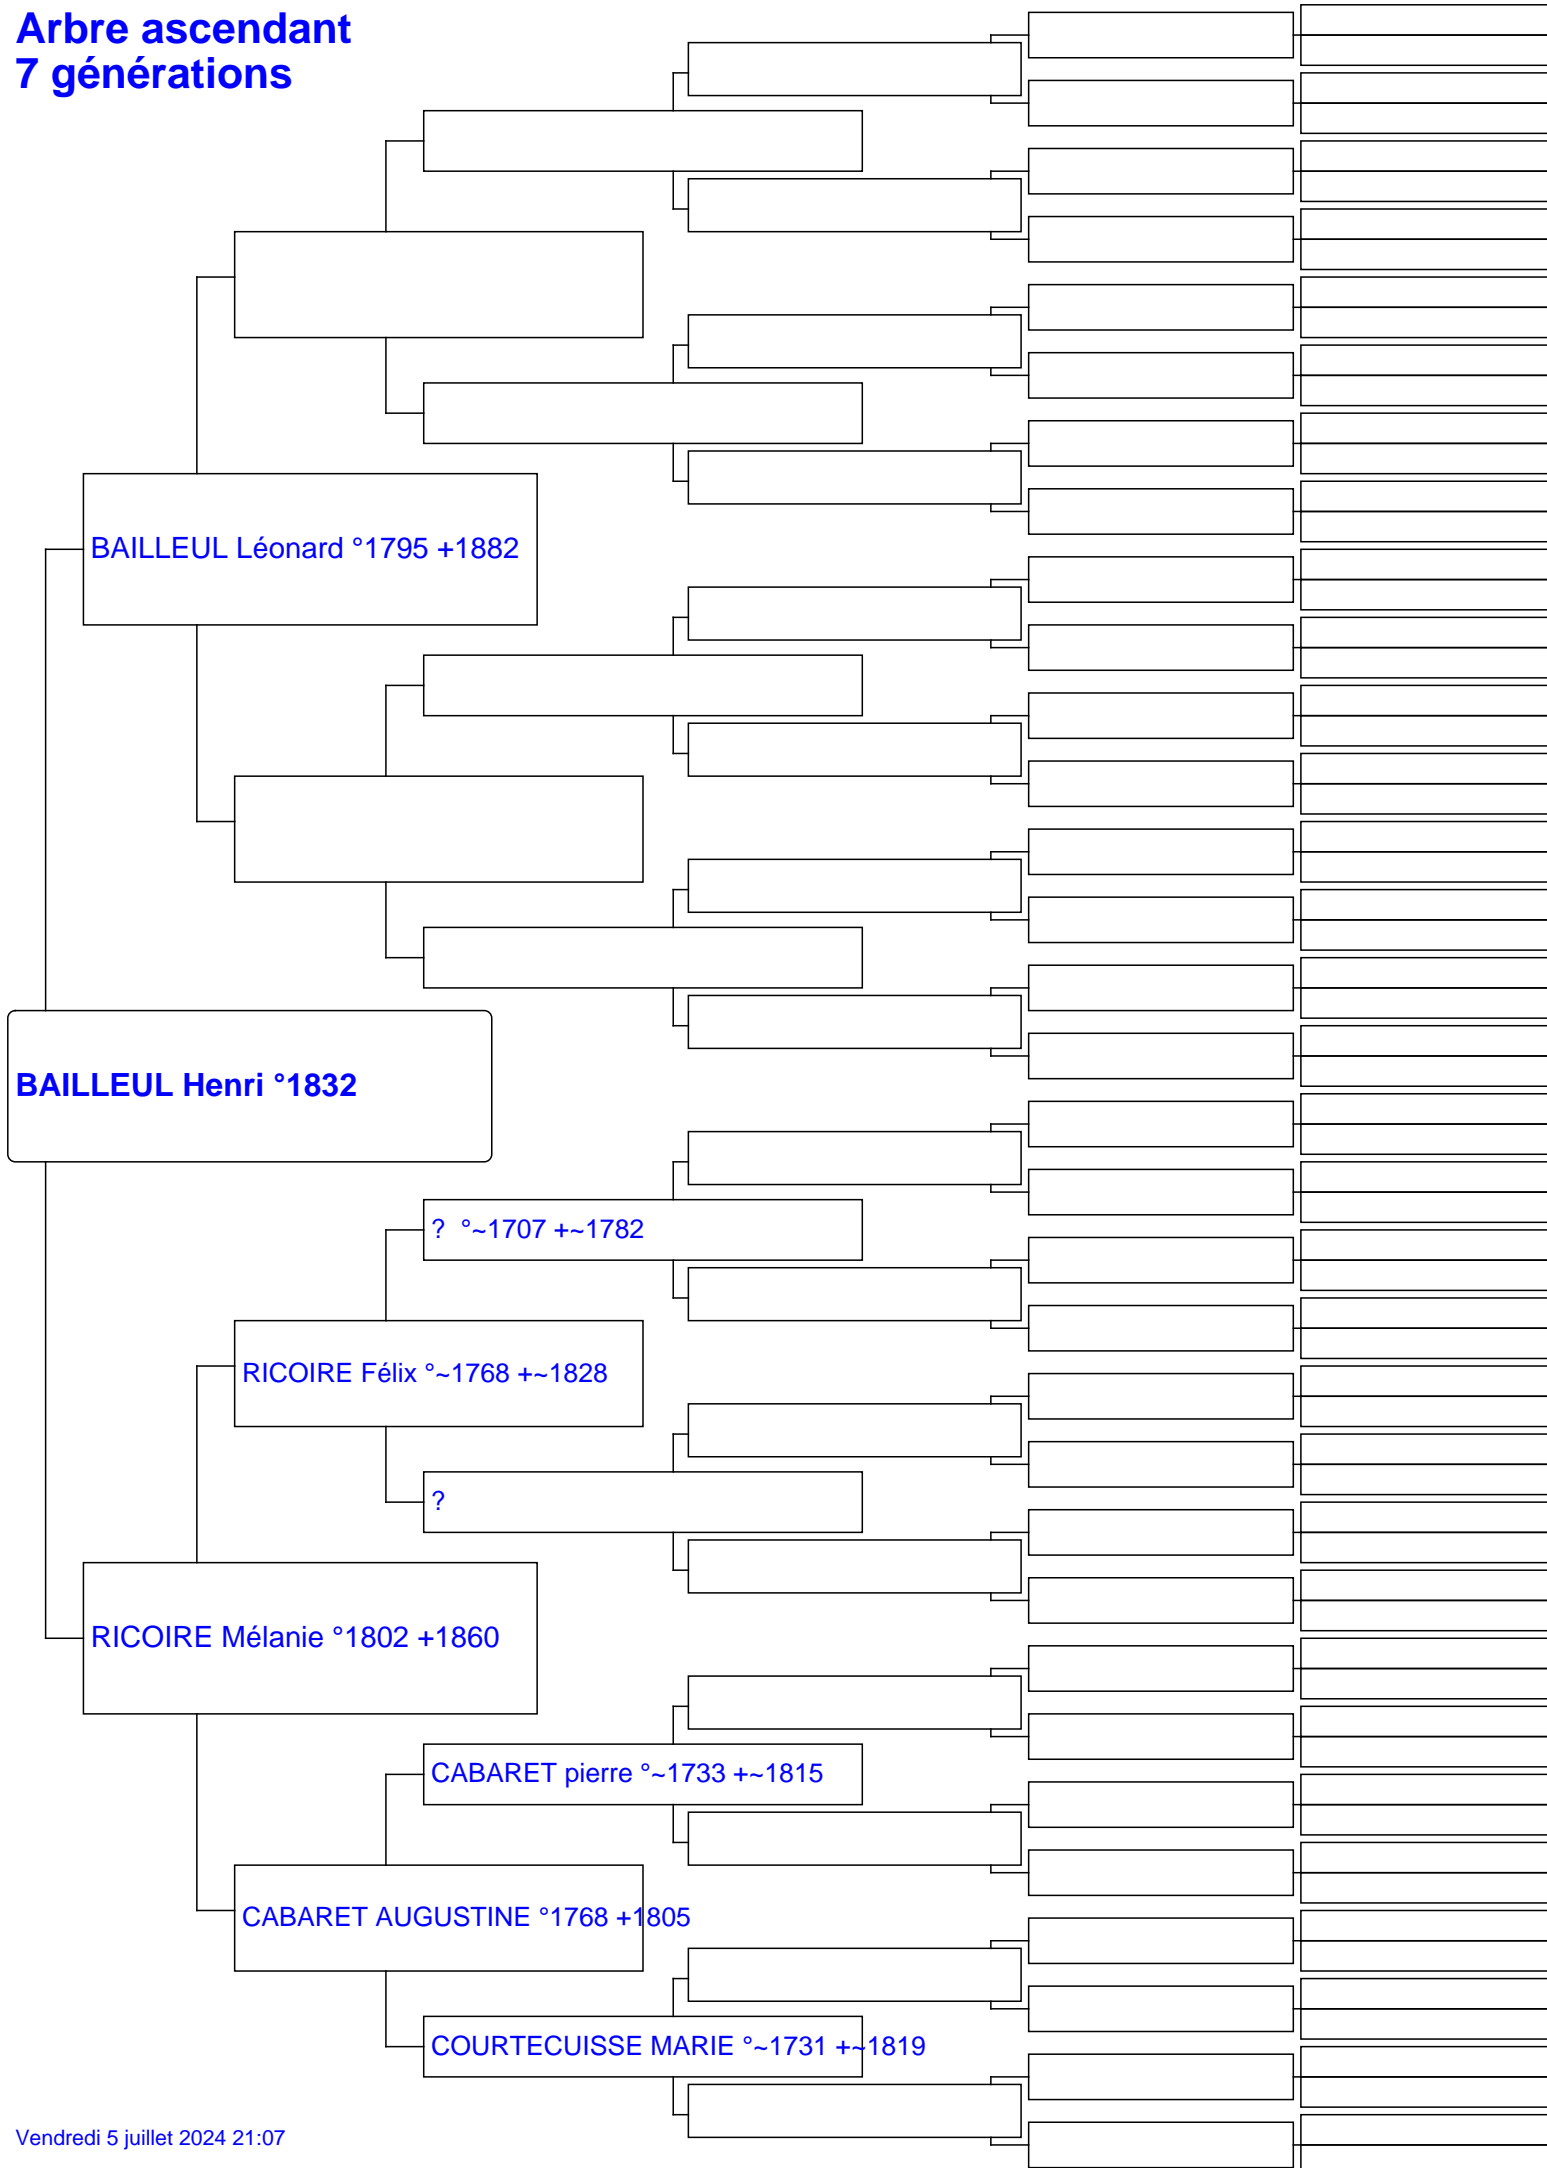 Arbre ascendant
7 générations
BAILLEUL Léonard °1795 +1882
BAILLEUL Henri °1832
? °~1707 +~1782
RICOIRE Félix °~1768 +~1828
?
RICOIRE Mélanie °1802 +1860
CABARET pierre °~1733 +~1815
CABARET AUGUSTINE °1768 +1805
COURTECUISSE MARIE °~1731 +~1819
Vendredi 5 juillet 2024 21:07